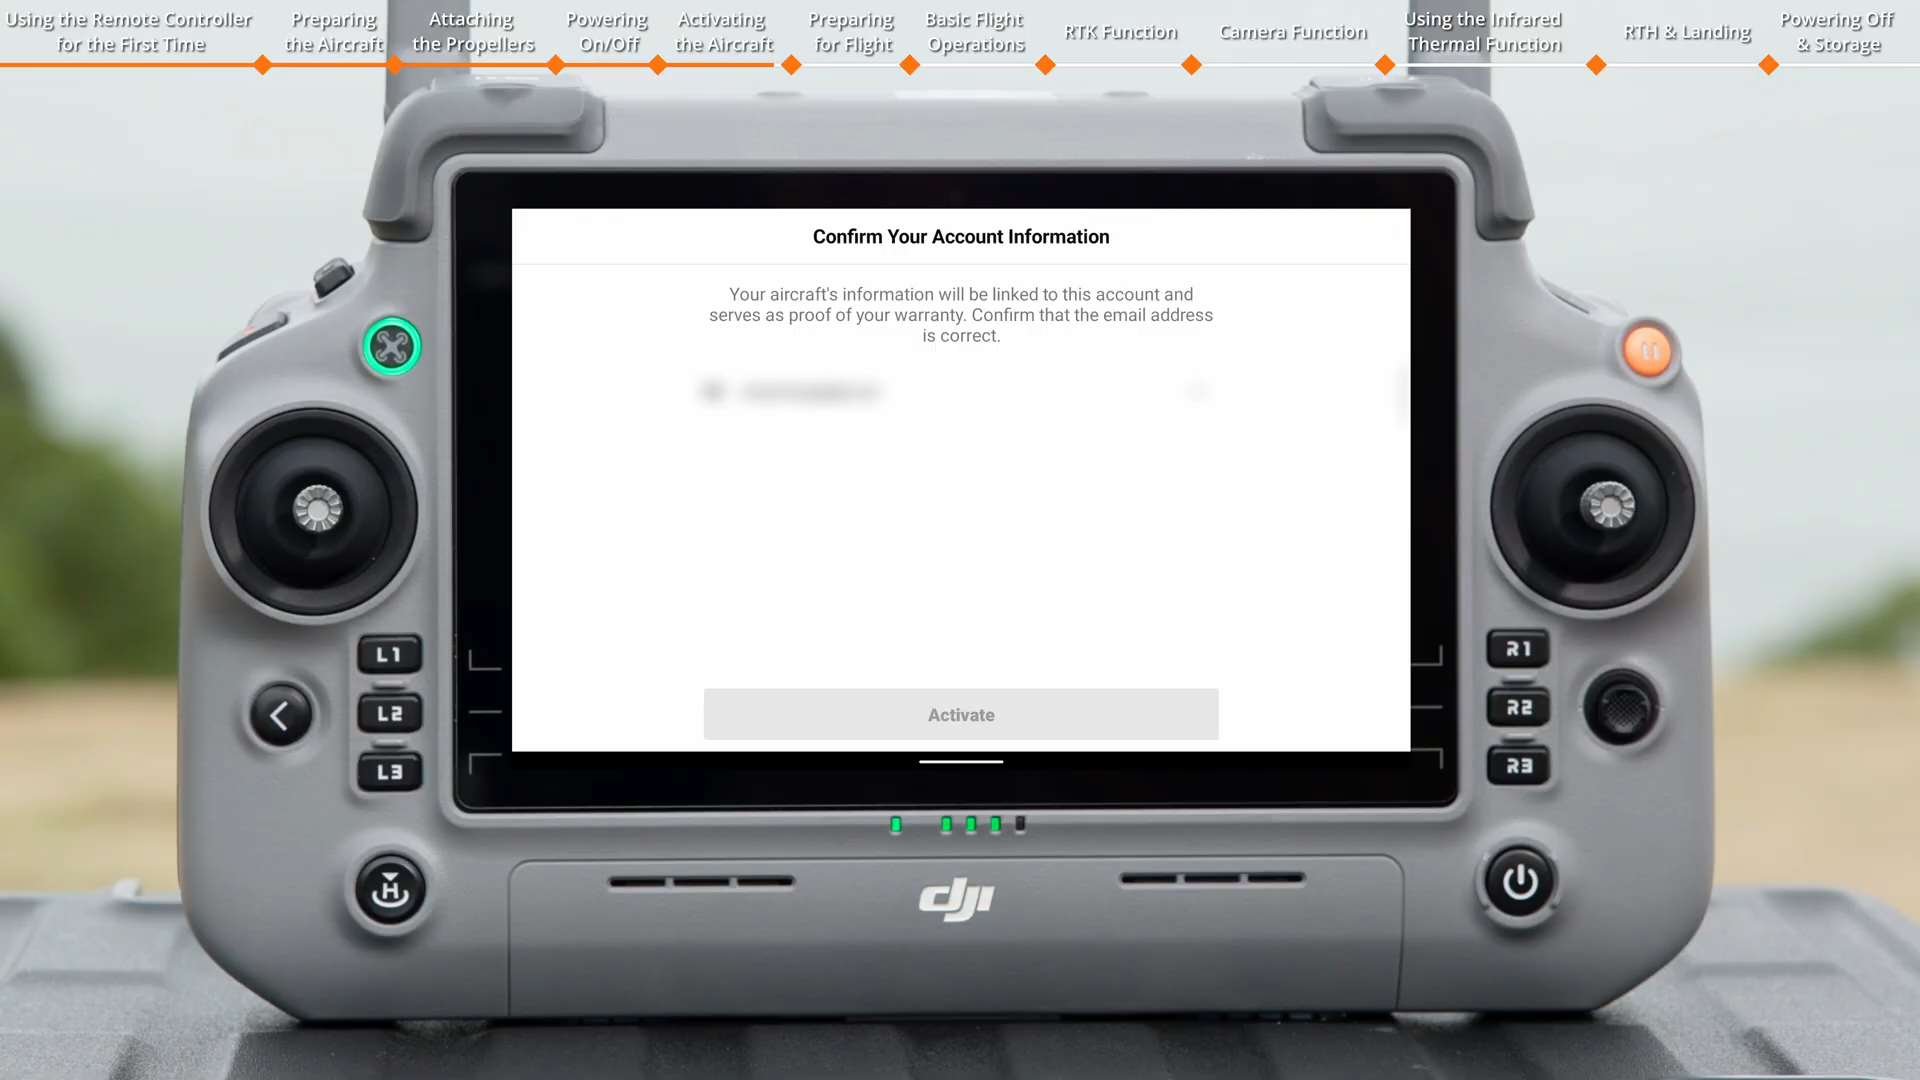 Using the Remote Controller
for the First Time
Preparing
the Aircraft
Attaching
the Propellers
Powering
On/Off
Activating
the Aircraft
Preparing
for Flight
Basic Flight
Operations
RTK Function
Camera Function
Using the Infrared
Thermal Function
RTH & Landing
Powering Off
& Storage
Confirm Your Account Information
Your aircraft's information will be linked to this account and
serves as proof of your warranty. Confirm that the email address
is correct.
Activate
L1
L2
L3
R1
R2
R3
H
dji